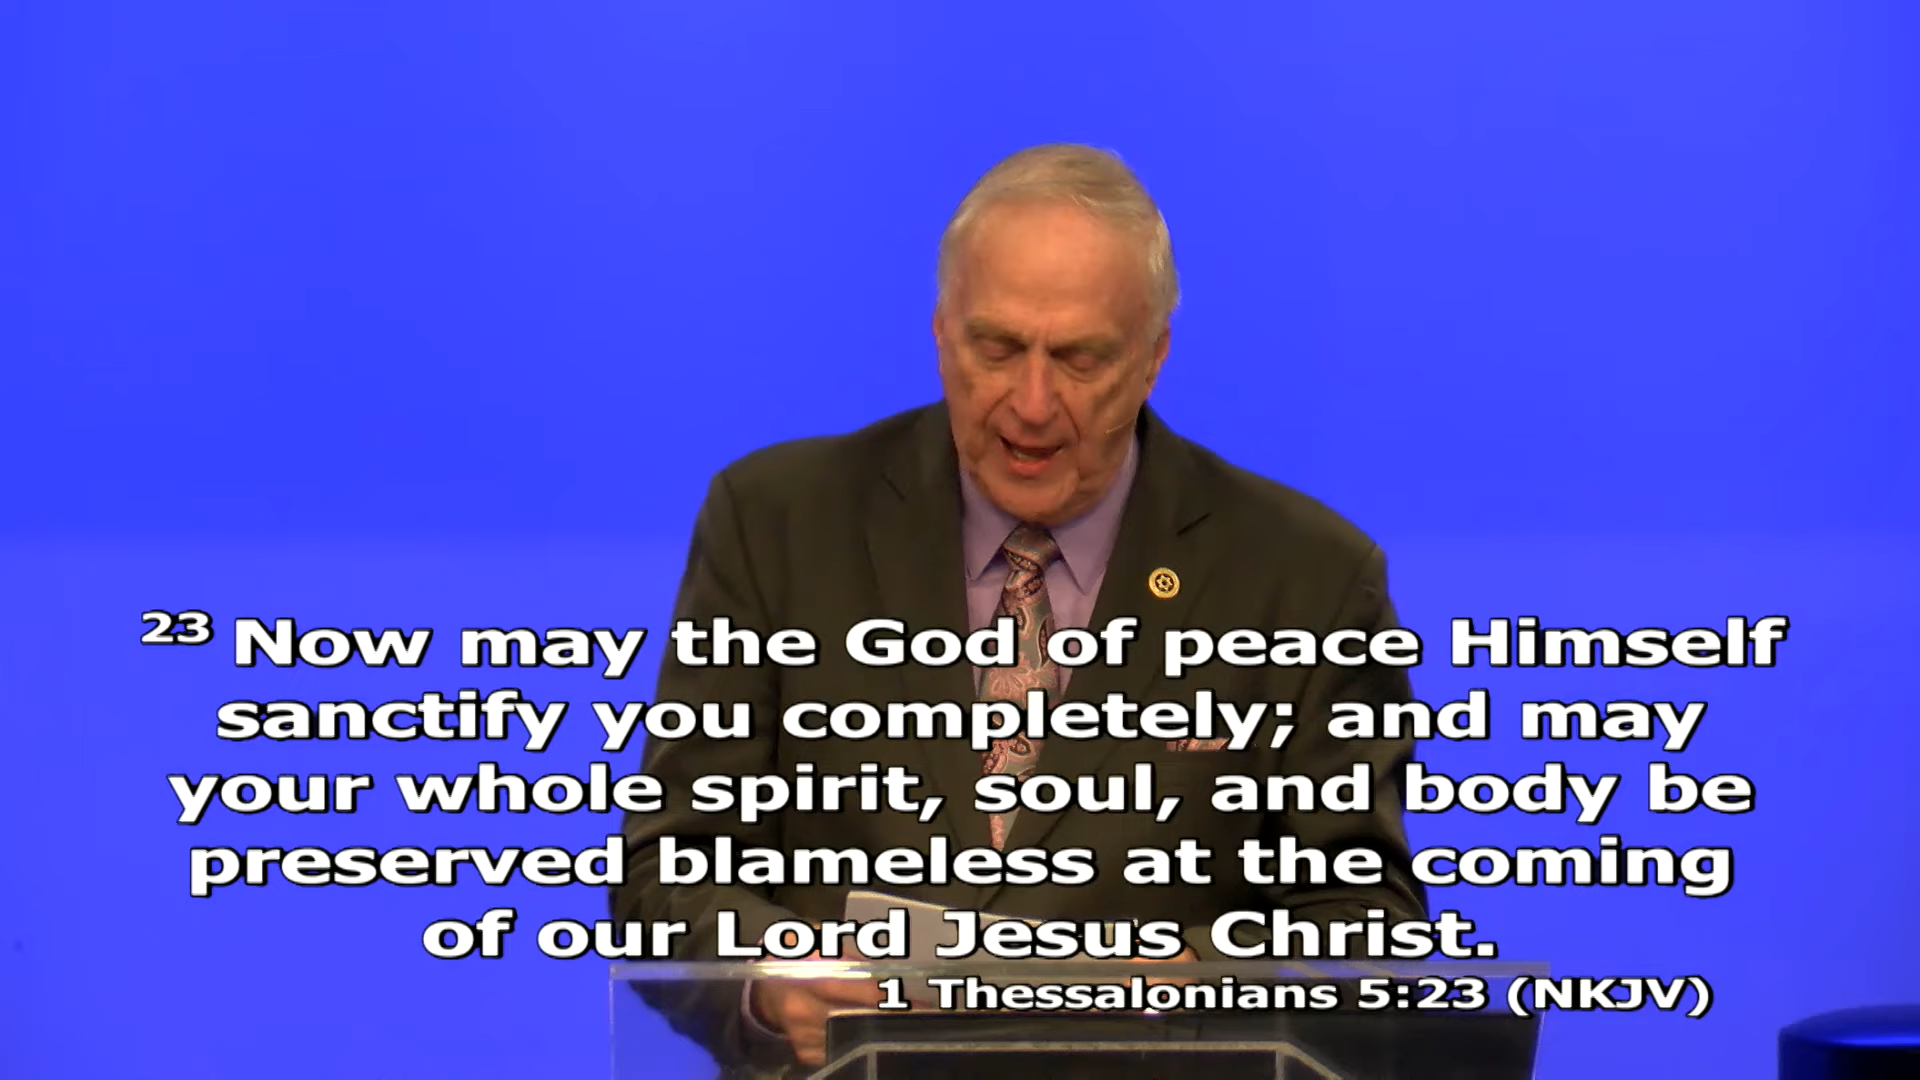 23 Now may the God of peace Himself
sanctify you completely; and may
your whole spirit, soul, and body be
preserved blameless at the coming
of our Lord Jesus Christ.
1 Thessalonians 5:23 (NKJV)